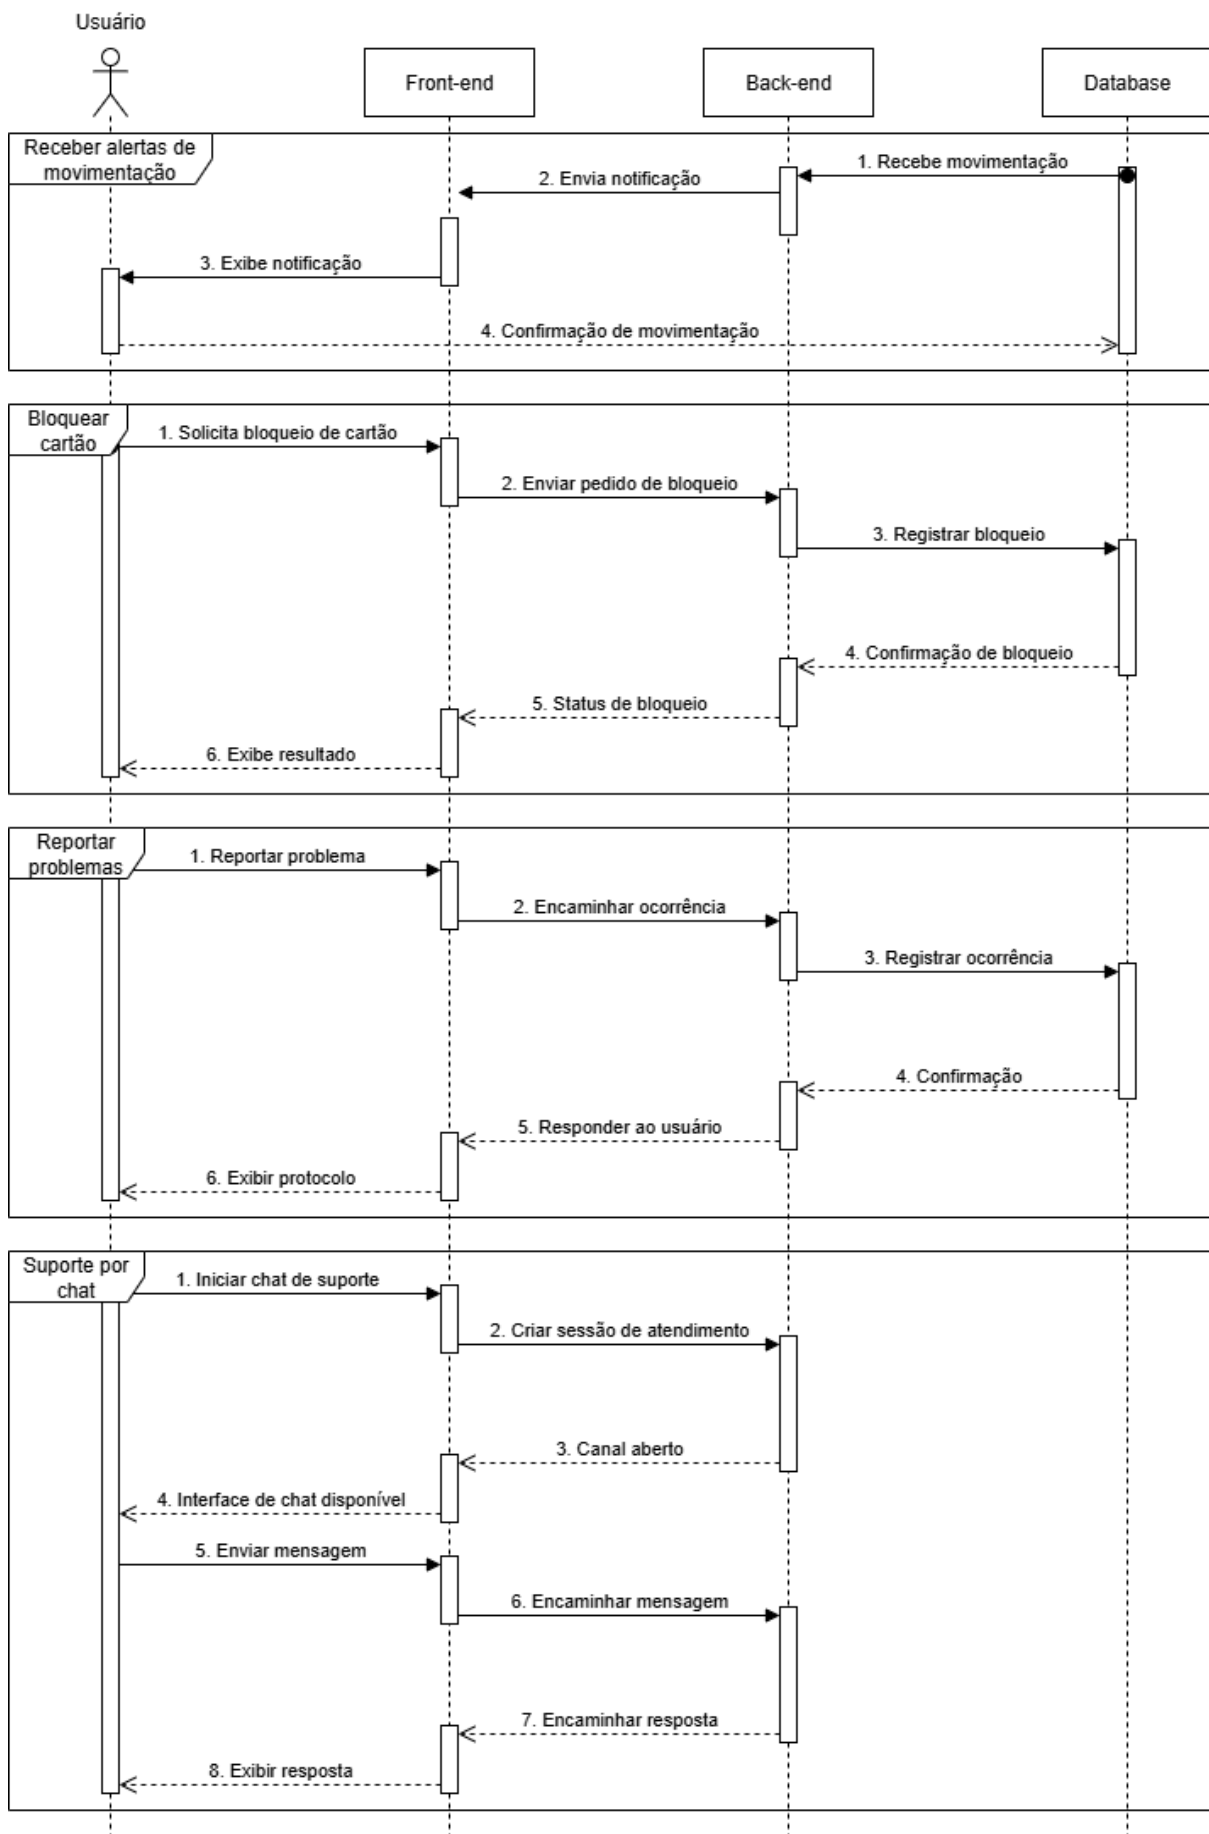 Usuário
Front-end
Back-end
Database
Receber alertas de
movimentação
1. Recebe movimentação
2. Envia notificação
3. Exibe notificação
4. Confirmação de movimentação
Bloquear
cartão
1. Solicita bloqueio de cartão
2. Enviar pedido de bloqueio
3. Registrar bloqueio
4. Confirmação de bloqueio
5. Status de bloqueio
6. Exibe resultado
Reportar
problemas
1. Reportar problema
2. Encaminhar ocorrência
3. Registrar ocorrência
4. Confirmação
5. Responder ao usuário
6. Exibir protocolo
Suporte por
chat
1. Iniciar chat de suporte
2. Criar sessão de atendimento
3. Canal aberto
4. Interface de chat disponível
5. Enviar mensagem
6. Encaminhar mensagem
7. Encaminhar resposta
8. Exibir resposta